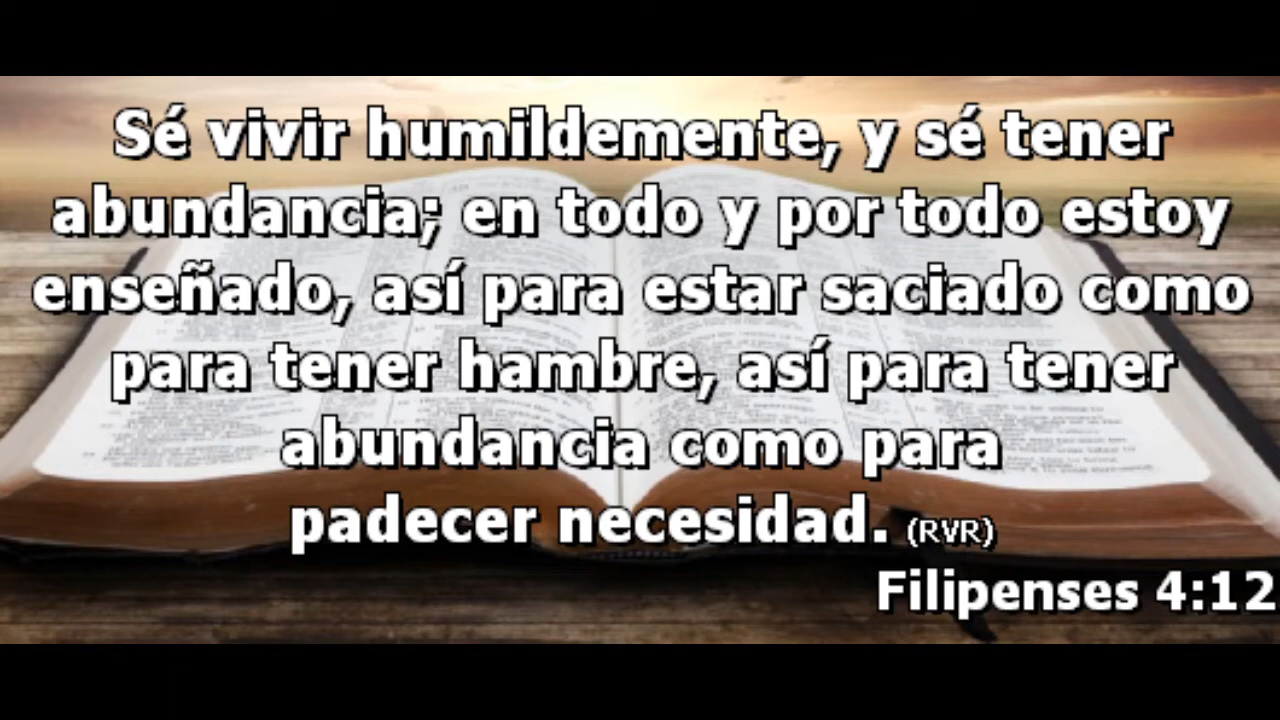 Sé vivir humildemente, y sé tener
abundancia; en todo y por todo estoy
enseñado, así para estar saciado como
para tener hambre, así para tener
abundancia como para
padecer necesidad. (RVR)
Filipenses 4:12